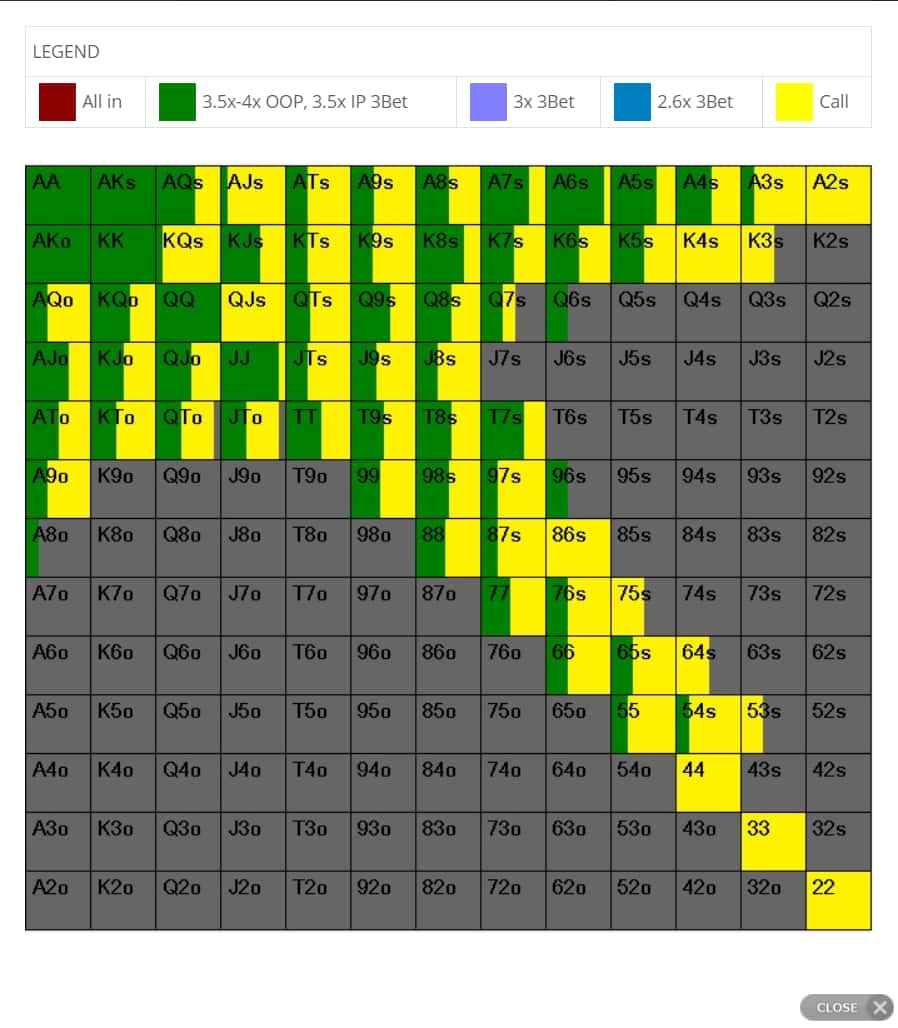 LEGEND
All in 3.5x-4x OOP, 3.5x IP 3Bet 3x 3Bet 2.6x 3Bet Call
AA AKs AQs AJs ATs A9s A8s A7s A6s A5s A4s A3s A2s
AKo KK KQs KJs KTs K9s K8s K7s K6s K5s K4s K3s K2s
AQo KQo QQ QJs QTs Q9s Q8s Q7s Q6s Q5s Q4s Q3s Q2s
AJo KJo QJo JJ JTs J9s J8s J7s J6s J5s J4s J3s J2s
ATo KTo QTo JTo TT T9s T8s T7s T6s T5s T4s T3s T2s
A9o K9o Q9o J9o T9o 99 98s 97s 96s 95s 94s 93s 92s
A8o K8o Q8o J8o T8o 98o 88 87s 86s 85s 84s 83s 82s
A7o K7o Q7o J7o T7o 97o 87o 77 76s 75s 74s 73s 72s
A6o K6o Q6o J6o T6o 96o 86o 76o 66 65s 64s 63s 62s
A5o K5o Q5o J5o T5o 95o 85o 75o 65o 55 54s 53s 52s
A4o K4o Q4o J4o T4o 94o 84o 74o 64o 54o 44 43s 42s
A3o K3o Q3o J3o T3o 93o 83o 73o 63o 53o 43o 33 32s
A2o K2o Q2o J2o T2o 92o 82o 72o 62o 52o 42o 32o 22
CLOSE